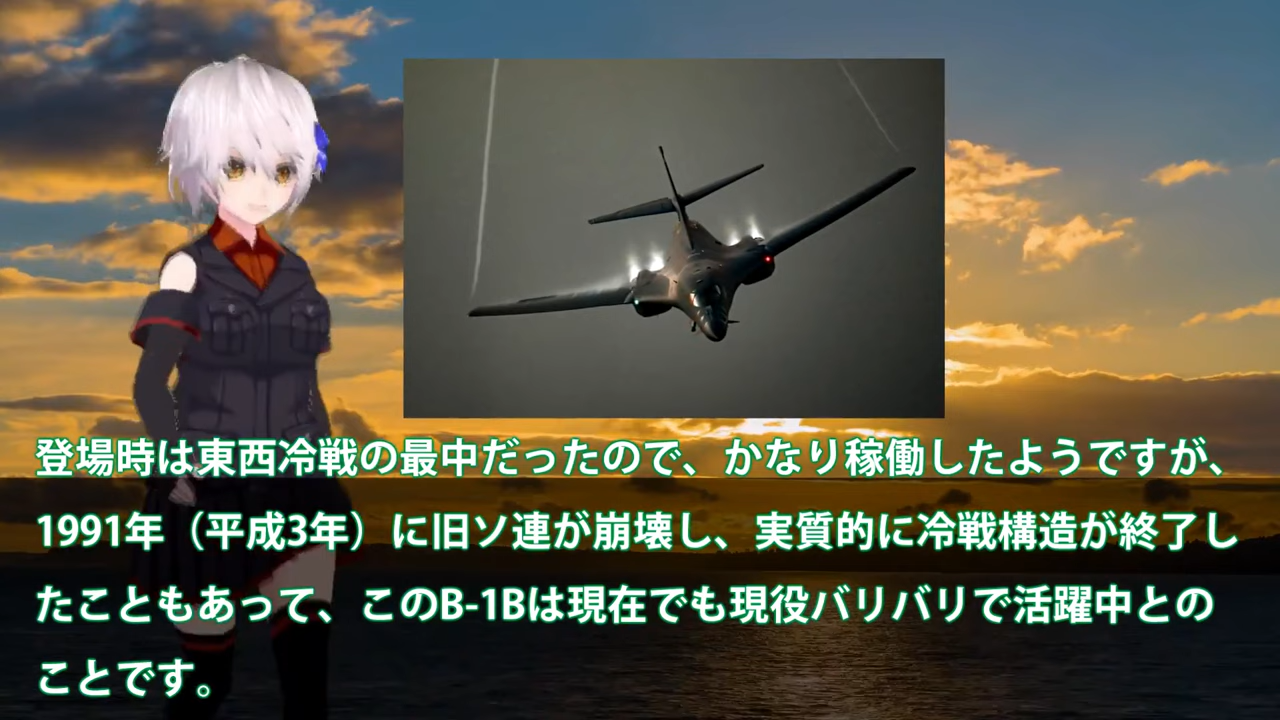 登場時は東西冷戦の最中だったので、かなり稼働したようですが、
1991年（平成3年）に旧ソ連が崩壊し、実質的に冷戦構造が終了し
たこともあって、このB-1Bは現在でも現役バリバリで活躍中との
ことです。